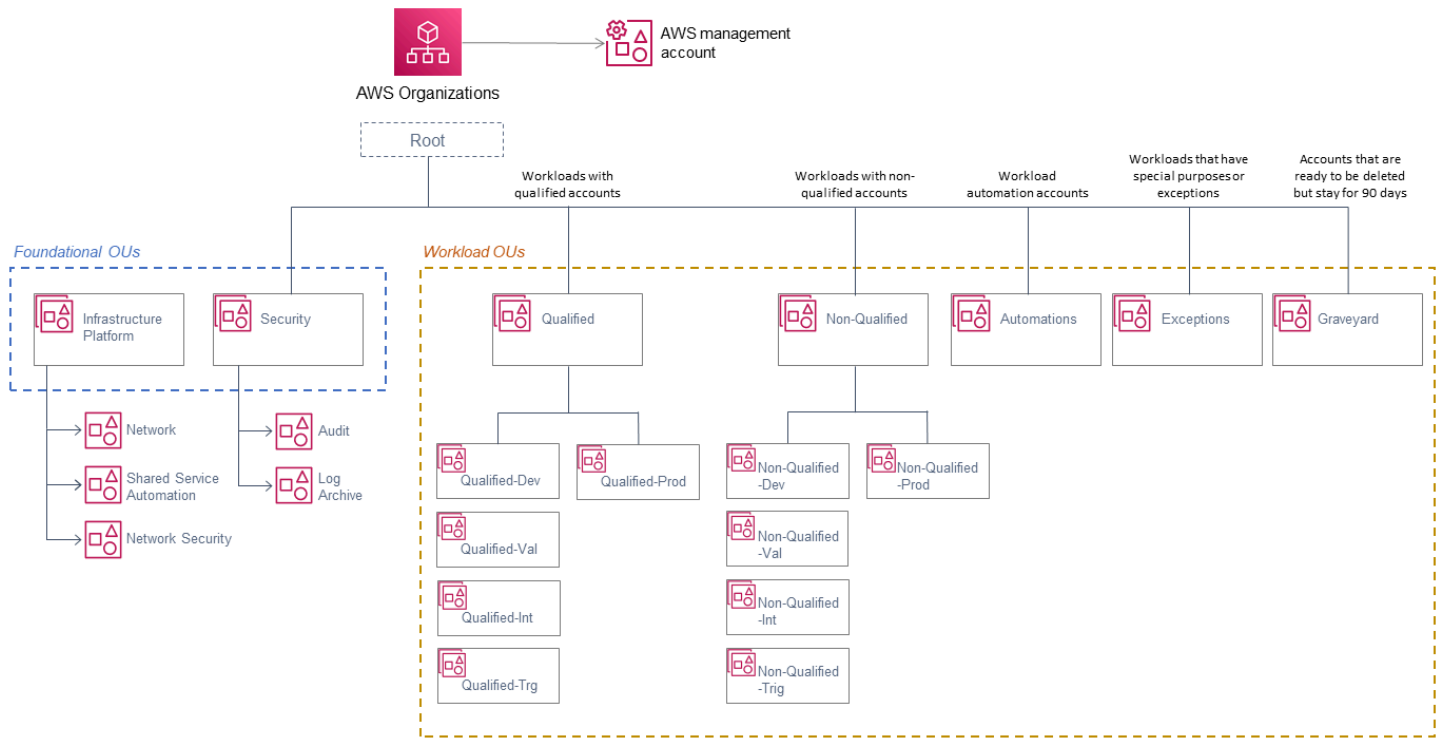 AWS management
account
AWS Organizations
Root
Workloads with
qualified accounts
Workloads with non-
qualified accounts
Workload
automation accounts
Workloads that have
special purposes or
exceptions
Accounts that are
ready to be deleted
but stay for 90 days
Foundational OUs
Workload OUs
Infrastructure
Platform
Security
Qualified
Non-Qualified
Automations
Exceptions
Graveyard
Network
Shared Service
Automation
Network Security
Audit
Log
Archive
Qualified-Dev
Qualified-Prod
Qualified-Val
Qualified-Int
Qualified-Trg
Non-Qualified
-Dev
Non-Qualified
-Prod
Non-Qualified
-Val
Non-Qualified
-Int
Non-Qualified
-Trig